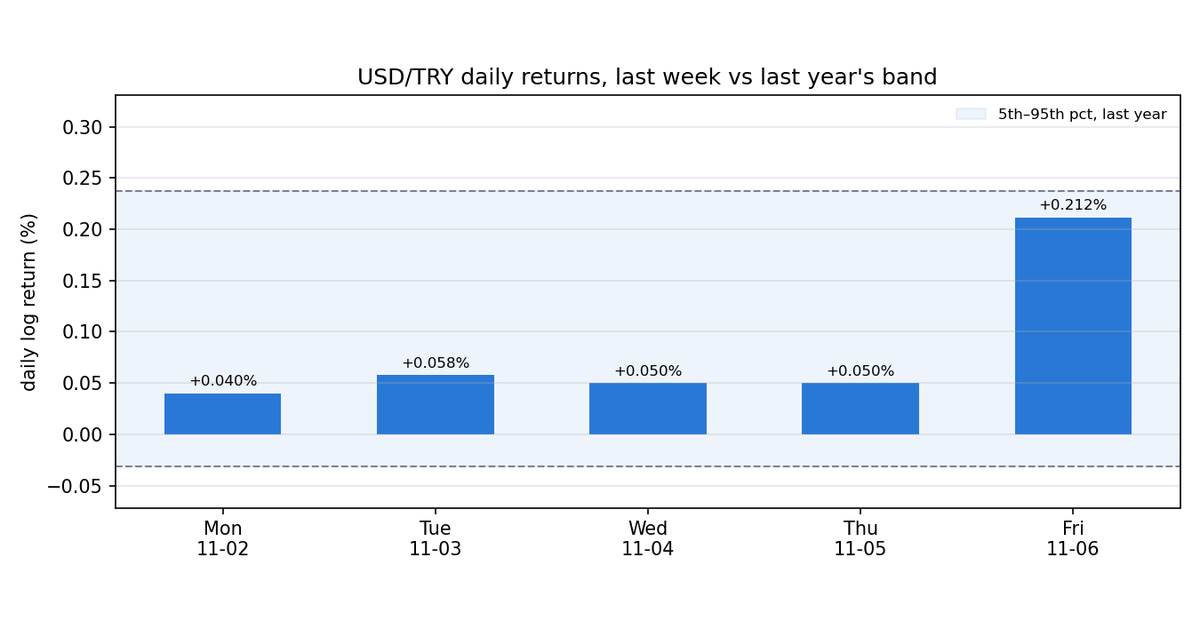 USD/TRY daily returns, last week vs last year's band
5th–95th pct, last year
daily log return (%)
0.30
0.25
0.20
0.15
0.10
0.05
0.00
−0.05
+0.040%
+0.058%
+0.050%
+0.050%
+0.212%
Mon
11-02
Tue
11-03
Wed
11-04
Thu
11-05
Fri
11-06